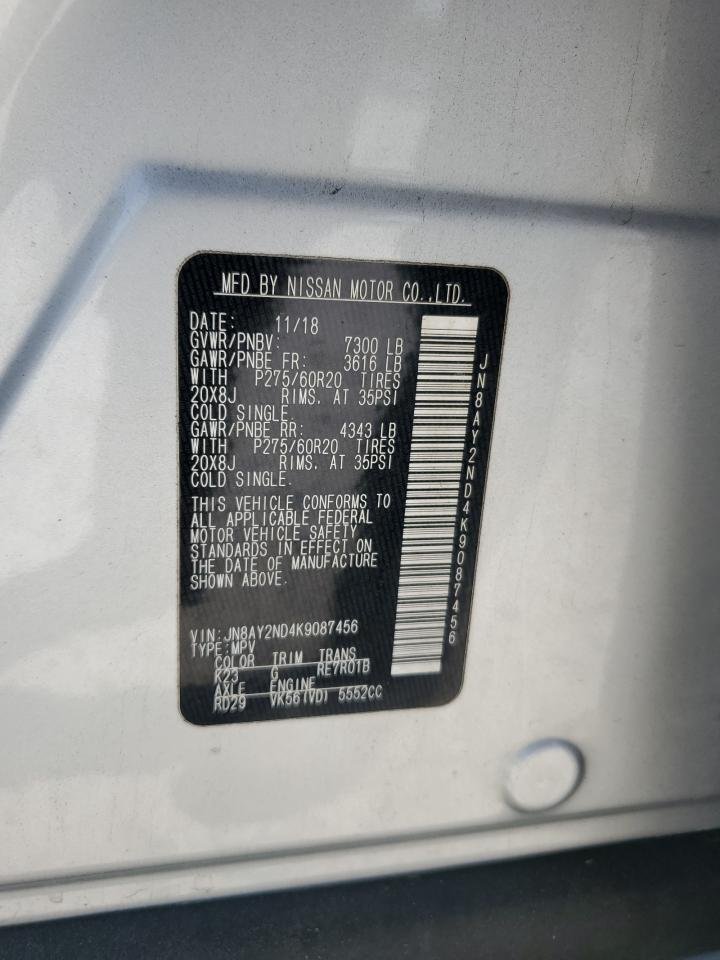 MFD BY NISSAN MOTOR CO.,LTD.
DATE: 11/18
GVWR/PNBV: 7300 LB
GAWR/PNBE FR: 3616 LB
WITH P275/60R20 TIRES
20X8J RIMS. AT 35PSI
COLD SINGLE.
GAWR/PNBE RR: 4343 LB
WITH P275/60R20 TIRES
20X8J RIMS. AT 35PSI
COLD SINGLE.
THIS VEHICLE CONFORMS TO
ALL APPLICABLE FEDERAL
MOTOR VEHICLE SAFETY
STANDARDS IN EFFECT ON
THE DATE OF MANUFACTURE
SHOWN ABOVE.
VIN:JN8AY2ND4K9087456
TYPE:MPV
COLOR TRIM TRANS
K23 G RE7R01B
AXLE ENGINE
RD29 VK56(VD) 5552CC
JN8AY2ND4K9087456